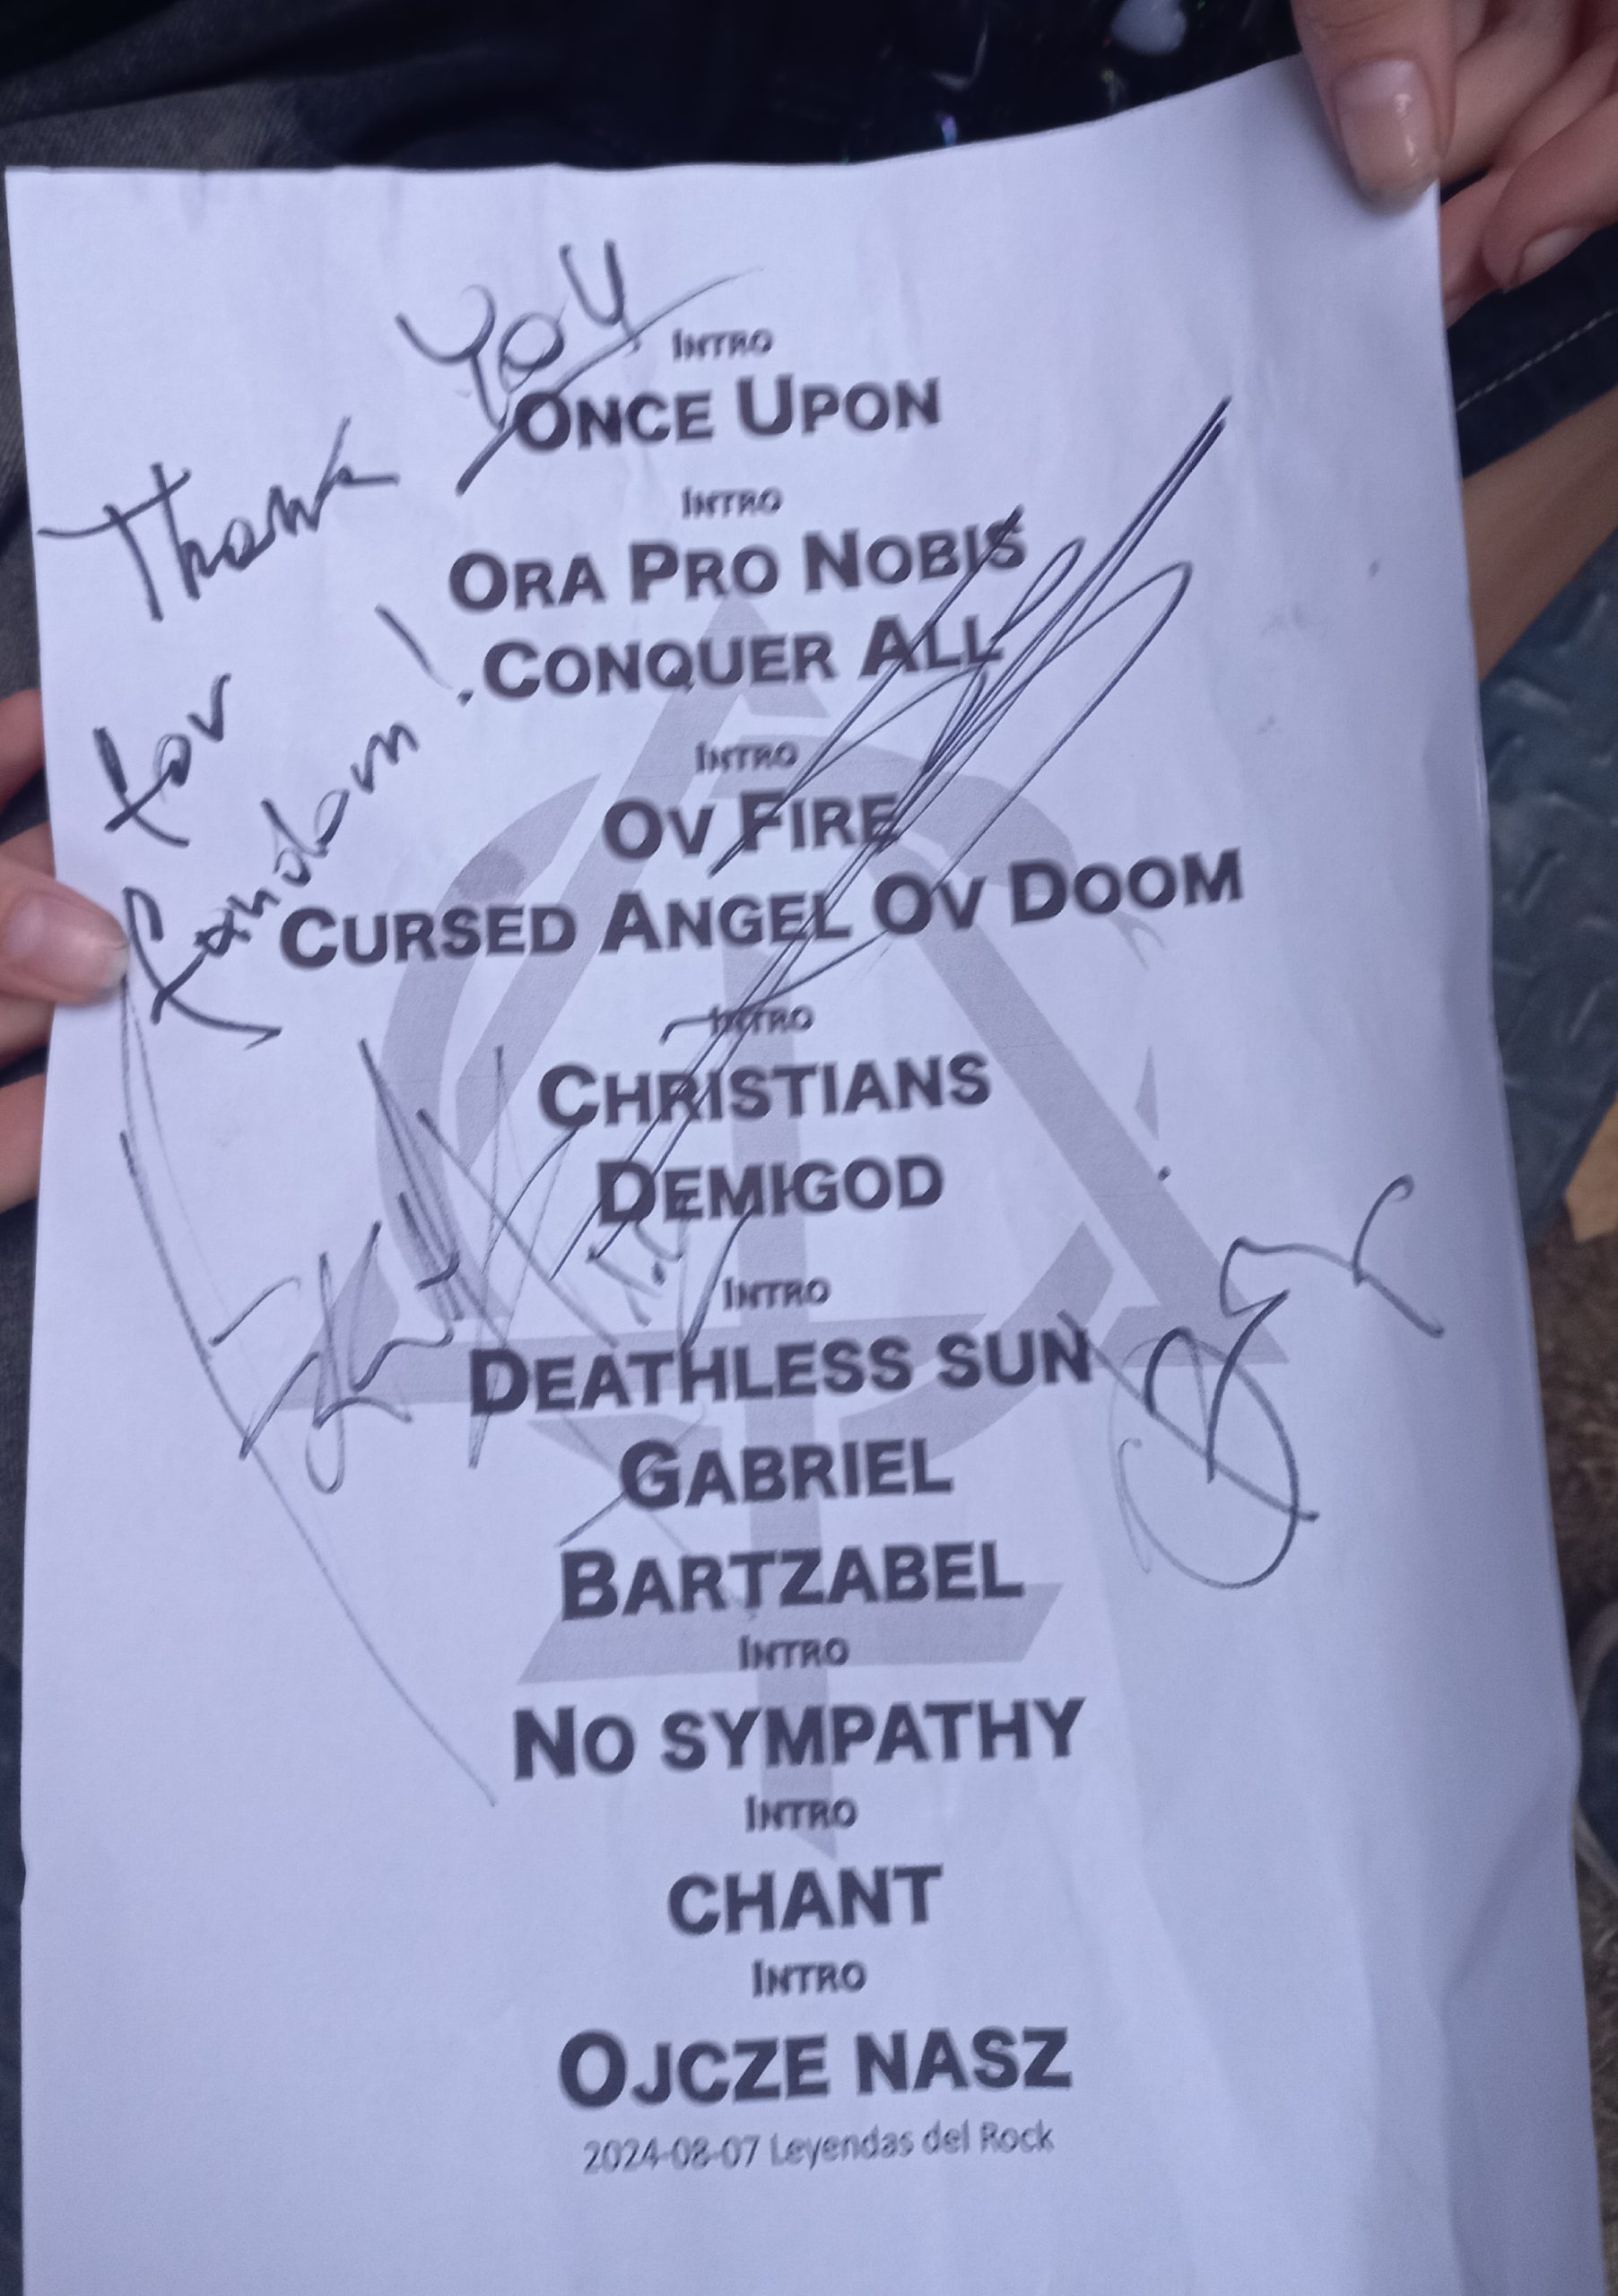 Thank you
for
fandom!
INTRO
ONCE UPON
INTRO
ORA PRO NOBIS
CONQUER ALL
INTRO
OV FIRE
CURSED ANGEL OV DOOM
INTRO
CHRISTIANS
DEMIGOD
INTRO
DEATHLESS SUN
GABRIEL
BARTZABEL
INTRO
NO SYMPATHY
INTRO
CHANT
INTRO
OJCZE NASZ
2024-08-07 Leyendas del Rock